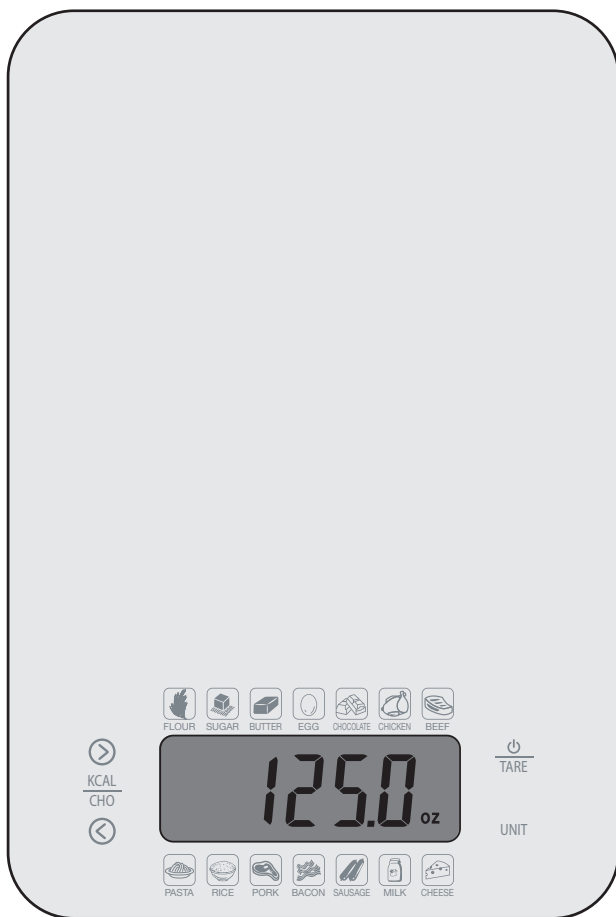 FLOUR SUGAR BUTTER EGG CHOCOLATE CHICKEN BEEF
KCAL
CHO
125.0 oz
TARE
UNIT
PASTA RICE PORK BACON SAUSAGE MILK CHEESE